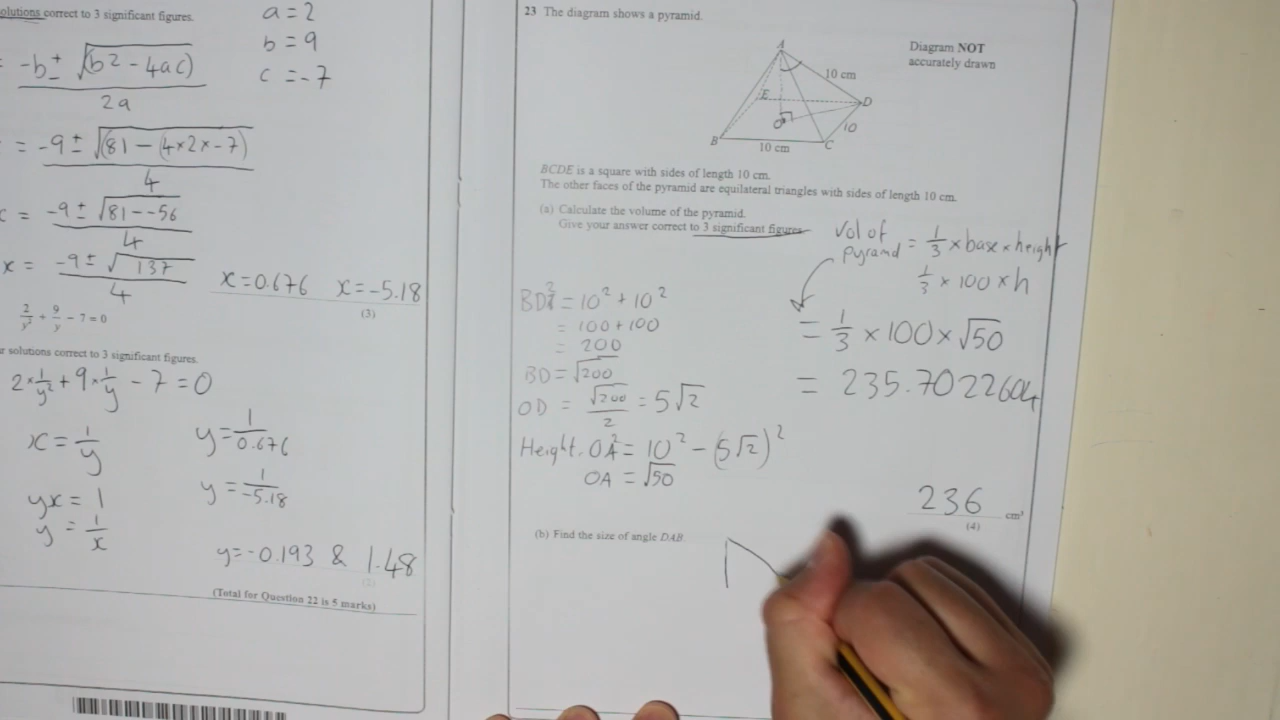 solutions correct to 3 significant figures.
a = 2
b = 9
c = -7
= -b ± √(b2 - 4ac)
2a
= -9 ± √(81 - (4×2×-7)
4
= -9 ± √81 - -56
4
x = -9 ± √137
4
x = 0.676 x = -5.18
(3)
2/y² + 9/y - 7 = 0
solutions correct to 3 significant figures.
2 × 1/y² + 9 × 1/y - 7 = 0
x = 1/y
yx = 1
y = 1/x
y = 1/0.676
y = 1/-5.18
y = -0.193 & 1.48
(2)
(Total for Question 22 is 5 marks)
23 The diagram shows a pyramid.
Diagram NOT
accurately drawn
A
10 cm
E
D
O
10
B
10 cm
C
BCDE is a square with sides of length 10 cm.
The other faces of the pyramid are equilateral triangles with sides of length 10 cm.
(a) Calculate the volume of the pyramid.
Give your answer correct to 3 significant figures.
Vol of
pyramid = 1/3 × base × height
1/3 × 100 × h
= 1/3 × 100 × √50
= 235.7022604
BD² = 10² + 10²
= 100 + 100
= 200
BD = √200
OD = √200/2 = 5√2
Height. OA² = 10² - (5√2)²
OA = √50
236 cm³
(4)
(b) Find the size of angle DAB.